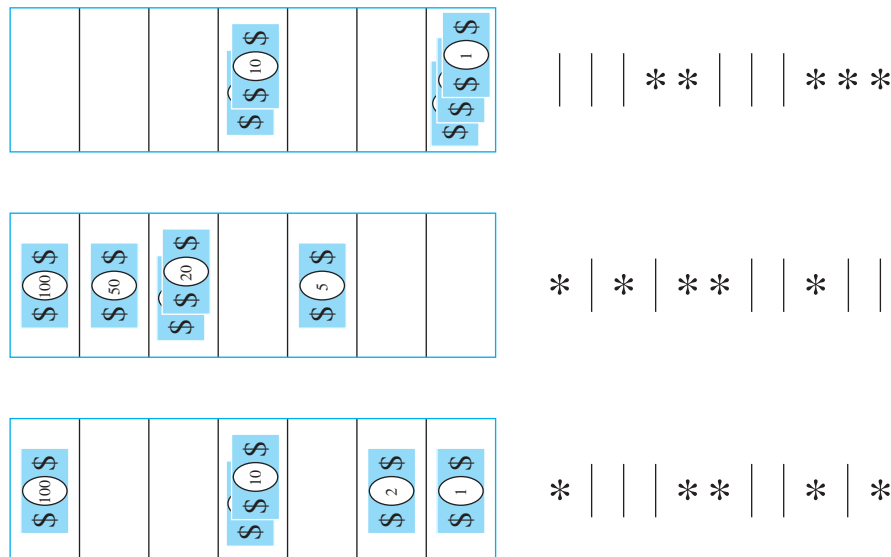 $ 10 $ $ $ 1 $ $ $ | | | * * | | | * * *
$ 100 $ $ 50 $ $ 20 $ $ $ 5 $ * | * | * * | | * | |
$ 100 $ $ 10 $ $ $ 2 $ $ 1 $ * | | | * * | | * | *